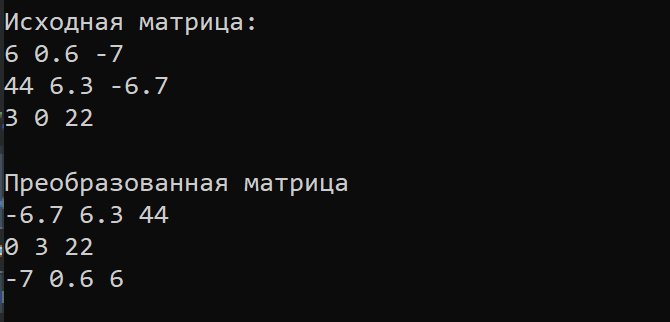 Исходная матрица:
6 0.6 -7
44 6.3 -6.7
3 0 22
Преобразованная матрица
-6.7 6.3 44
0 3 22
-7 0.6 6